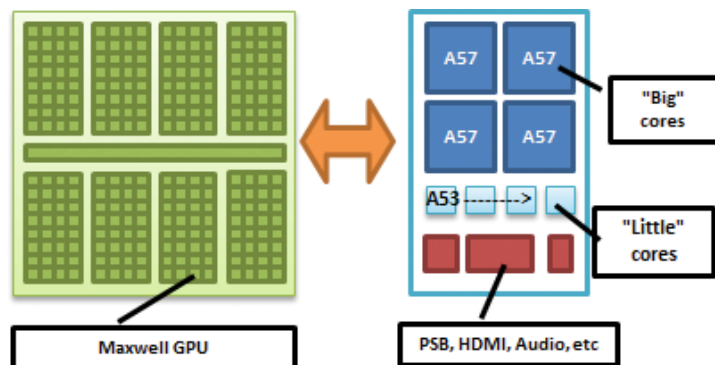 A57 A57
"Big"
cores
A57 A57
A53 -------->
"Little"
cores
Maxwell GPU
PSB, HDMI, Audio, etc